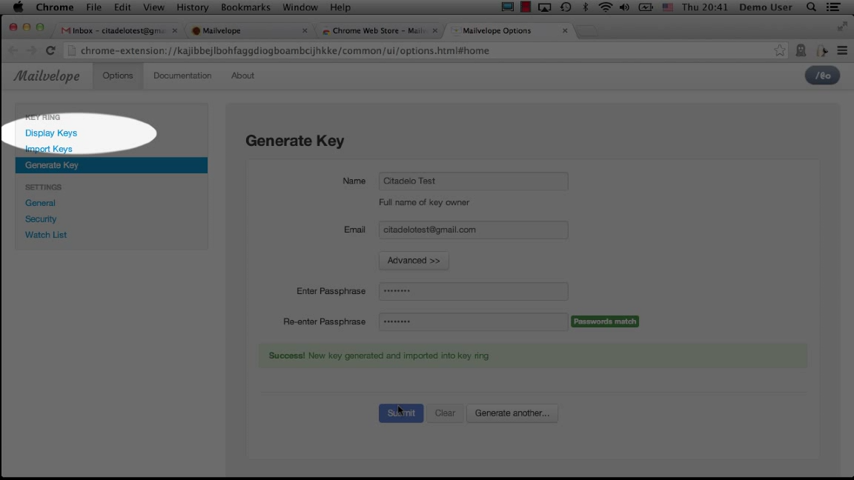 Chrome File Edit View History Bookmarks Window Help Thu 20:41 Demo User
Inbox - citadelotest@gma Mailvelope Chrome Web Store - Mailv Mailvelope Options
chrome-extension://kajibbejlbohfaggdiogboambcijhkke/common/ui/options.html#home
Mailvelope Options Documentation About
KEY RING
Display Keys
Import Keys
Generate Key
SETTINGS
General
Security
Watch List
Generate Key
Name Citadelo Test
Full name of key owner
Email citadelotest@gmail.com
Advanced >>
Enter Passphrase ••••••••
Re-enter Passphrase •••••••• Passwords match
Success! New key generated and imported into key ring
Submit Clear Generate another...